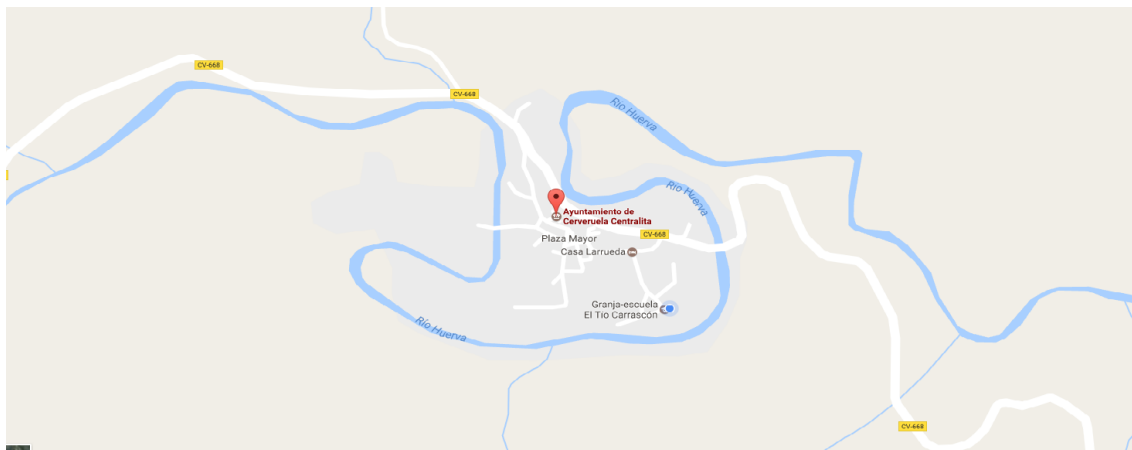 CV-668
CV-668
Río Huerva
Río Huerva
Ayuntamiento de
Cerveruela Centralita
CV-668
Plaza Mayor
Casa Larrueda
Granja-escuela
El Tío Carrascón
Río Huerva
CV-668